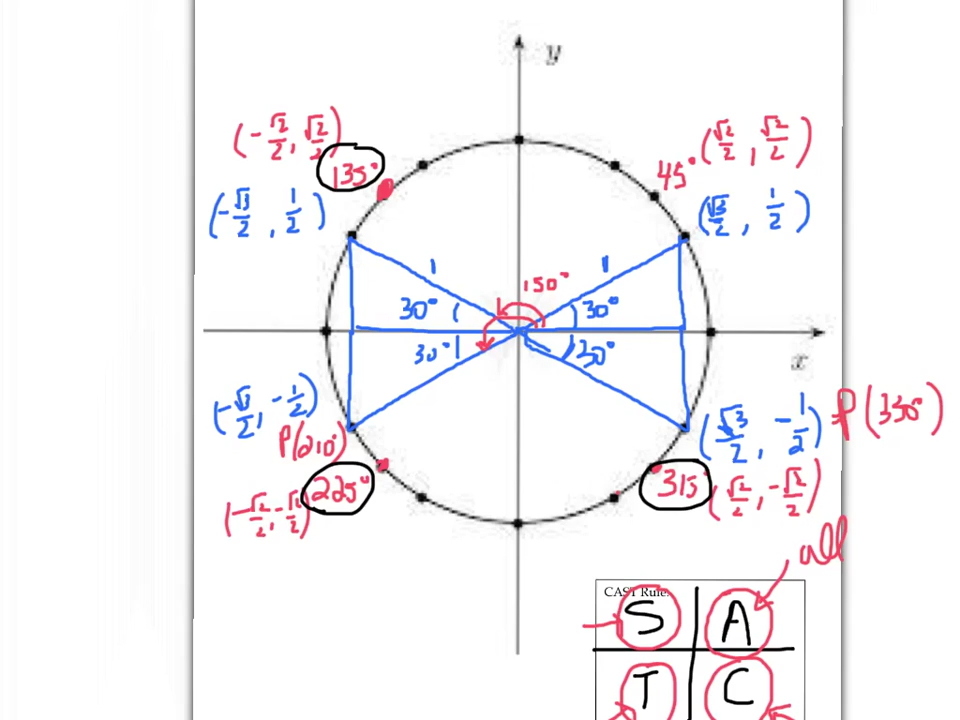 y
(-√2/2, √2/2)
135°
45° (√2/2, √2/2)
(-√3/2, 1/2)
(√3/2, 1/2)
1
1
150°
30°
30°
30°
30°
x
(-√3/2, -1/2)
P(210°)
(√3/2, -1/2) = P(330°)
225°
(-√2/2, -√2/2)
315° (√2/2, -√2/2)
all
CAST Rule:
S A
T C